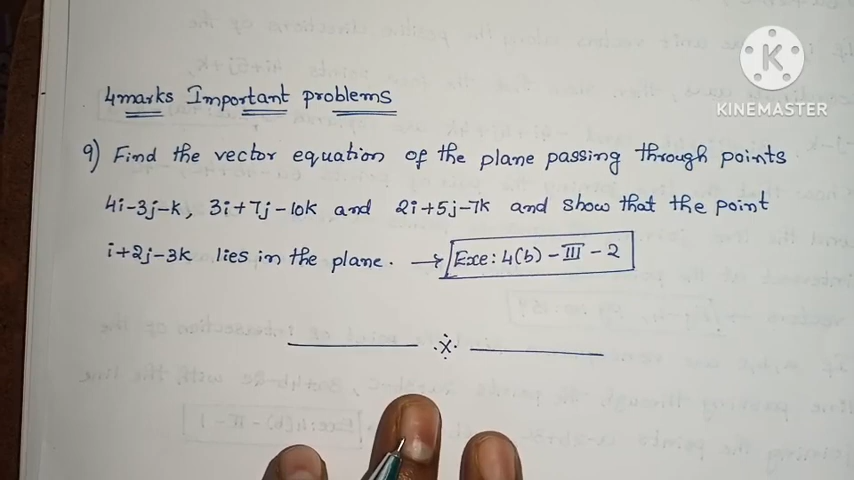 K
KINEMASTER
4marks Important problems
9) Find the vector equation of the plane passing through points
4i-3j-k, 3i+7j-10k and 2i+5j-7k and show that the point
i+2j-3k lies in the plane. → Exe: 4(b) - III - 2